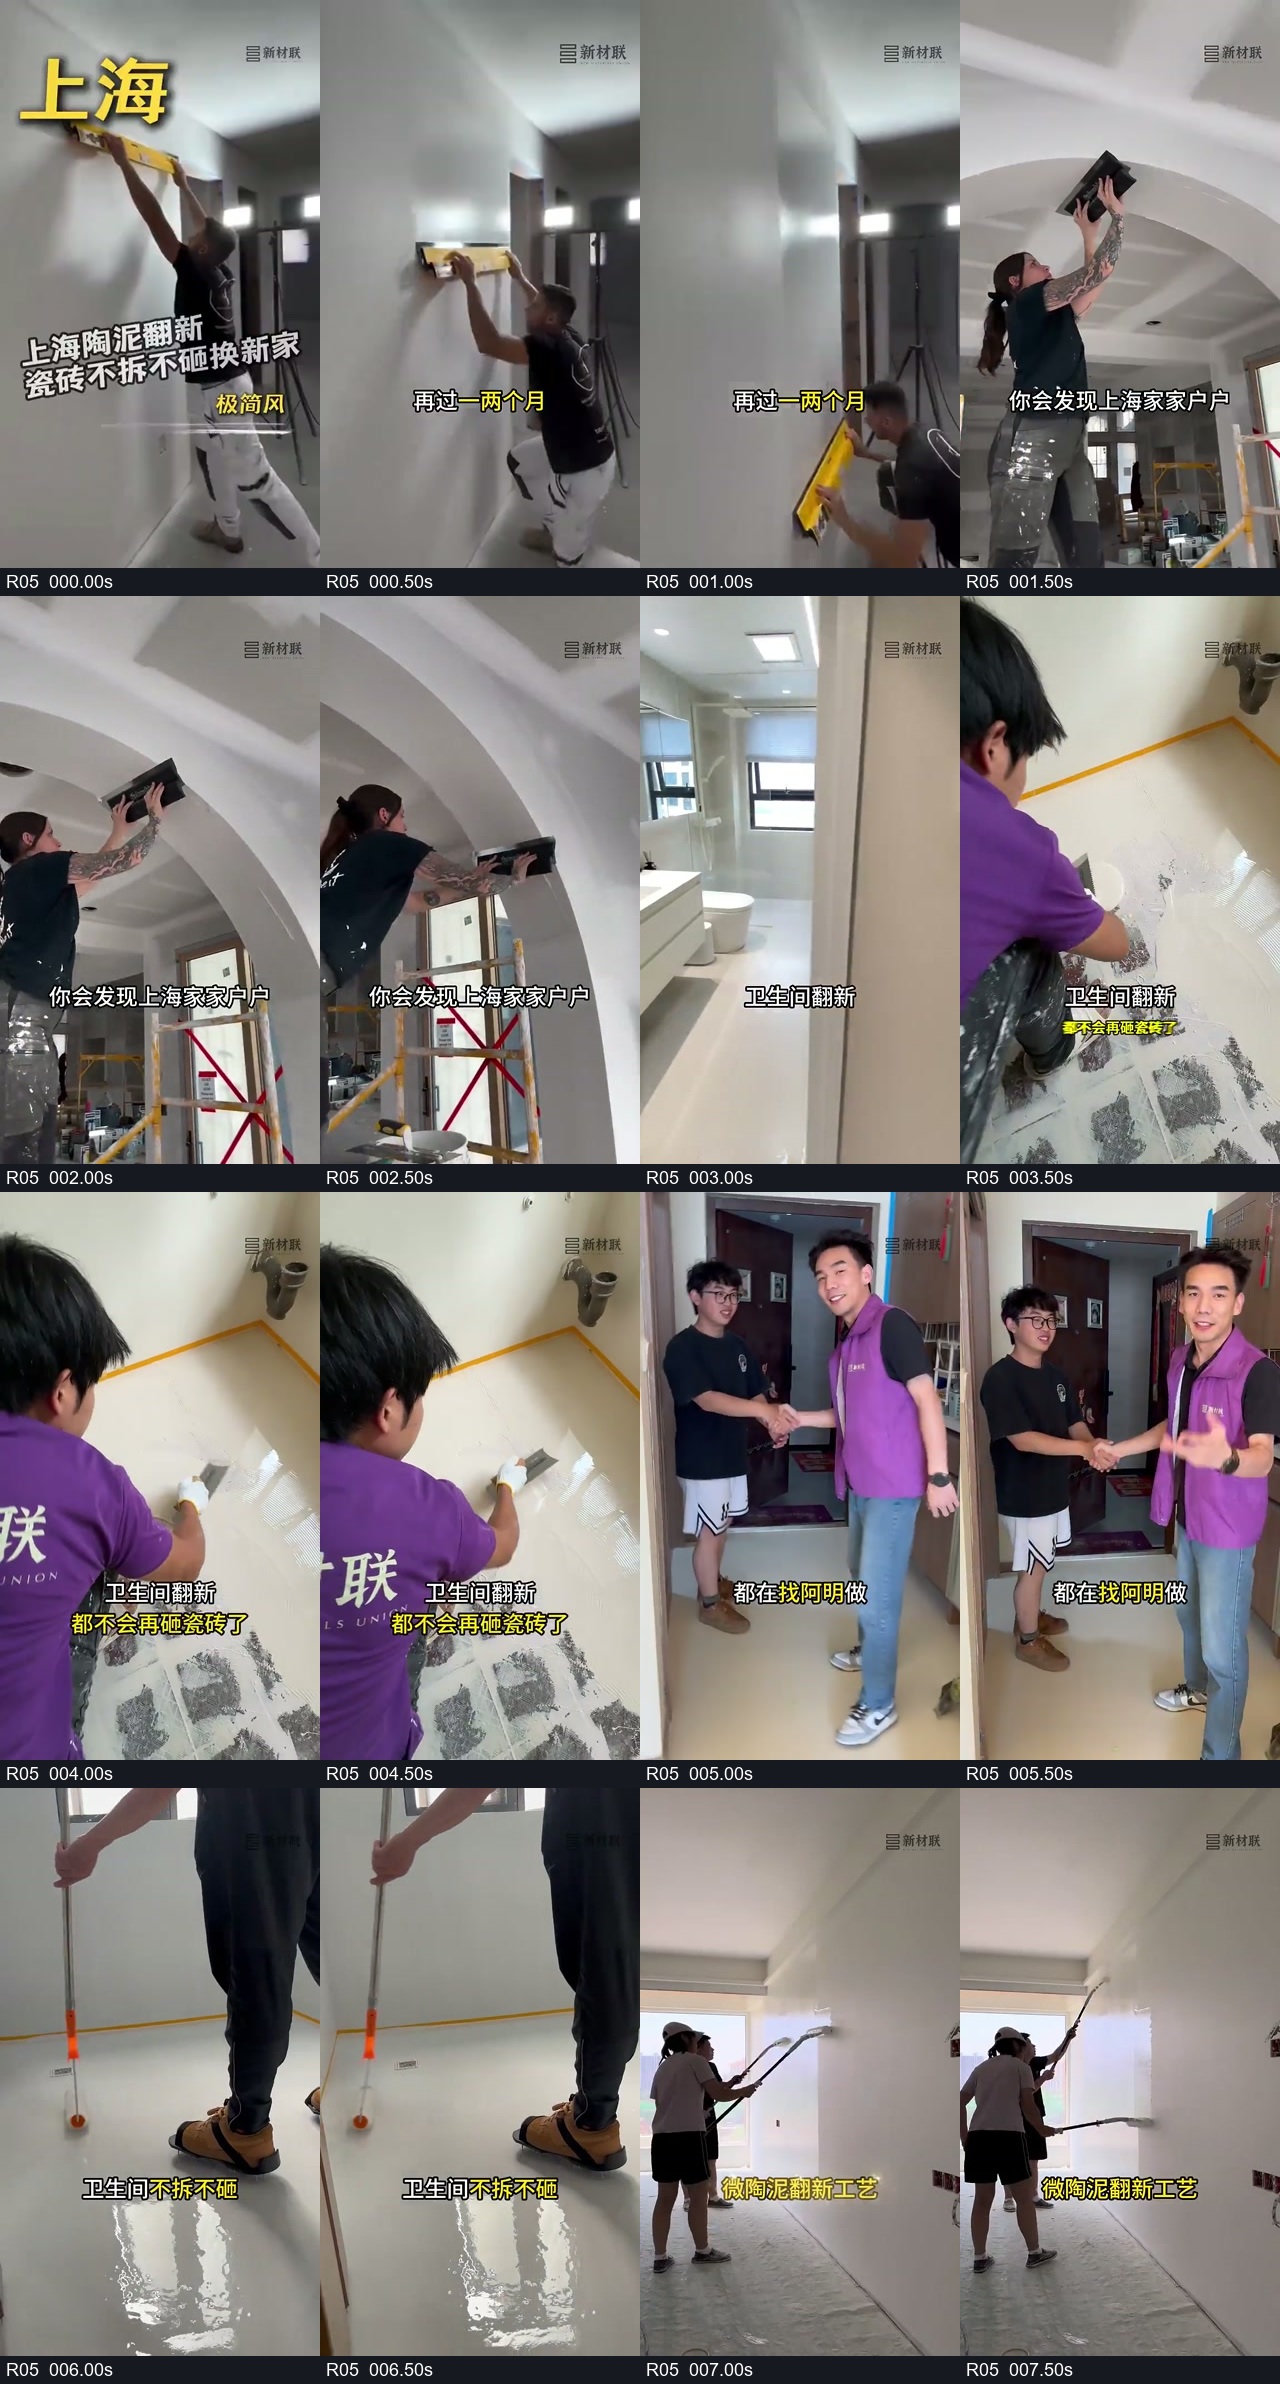 上海
新材联
上海陶泥翻新
瓷砖不拆不砸换新家
极简风
R05 000.00s
新材联
再过一两个月
R05 000.50s
新材联
再过一两个月
R05 001.00s
新材联
你会发现上海家家户户
R05 001.50s
新材联
你会发现上海家家户户
R05 002.00s
新材联
你会发现上海家家户户
R05 002.50s
新材联
卫生间翻新
R05 003.00s
新材联
卫生间翻新
都不会再砸瓷砖了
R05 003.50s
新材联
联
UNION
卫生间翻新
都不会再砸瓷砖了
R05 004.00s
新材联
联
LS UNION
卫生间翻新
都不会再砸瓷砖了
R05 004.50s
新材联
都在找阿明做
R05 005.00s
新材联
都在找阿明做
R05 005.50s
新材联
卫生间不拆不砸
R05 006.00s
新材联
卫生间不拆不砸
R05 006.50s
新材联
微陶泥翻新工艺
R05 007.00s
新材联
微陶泥翻新工艺
R05 007.50s